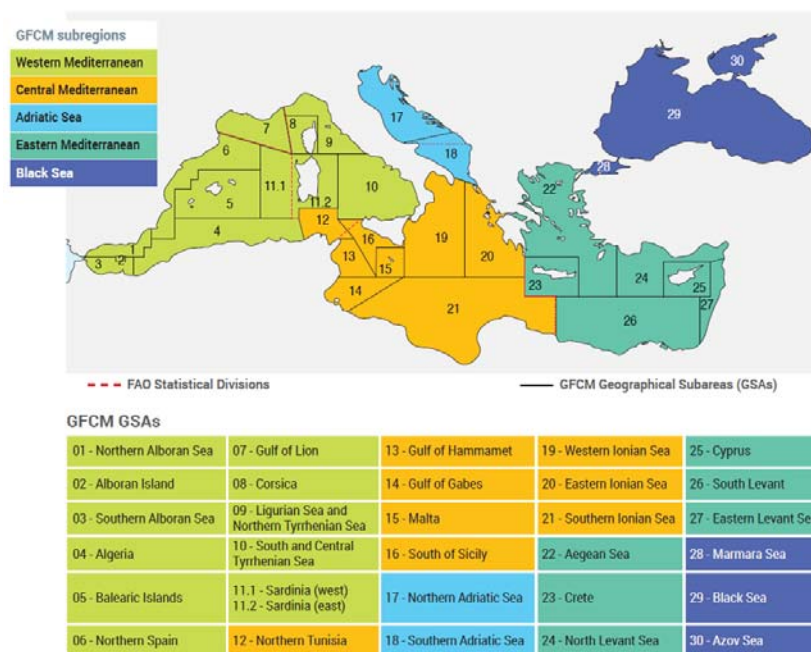 GFCM subregions
Western Mediterranean
Central Mediterranean
Adriatic Sea
Eastern Mediterranean
Black Sea
30
29
28
17
18
7
8
9
6
11.1
5
11.2
10
4
1
3
2
12
16
13
15
14
19
20
21
22
23
24
25
27
26
FAO Statistical Divisions
GFCM Geographical Subareas (GSAs)
GFCM GSAs
01 - Northern Alboran Sea
07 - Gulf of Lion
13 - Gulf of Hammamet
19 - Western Ionian Sea
25 - Cyprus
02 - Alboran Island
08 - Corsica
14 - Gulf of Gabes
20 - Eastern Ionian Sea
26 - South Levant
03 - Southern Alboran Sea
09 - Ligurian Sea and
Northern Tyrrhenian Sea
15 - Malta
21 - Southern Ionian Sea
27 - Eastern Levant Se
04 - Algeria
10 - South and Central
Tyrrhenian Sea
16 - South of Sicily
22 - Aegean Sea
28 - Marmara Sea
05 - Balearic Islands
11.1 - Sardinia (west)
11.2 - Sardinia (east)
17 - Northern Adriatic Sea
23 - Crete
29 - Black Sea
06 - Northern Spain
12 - Northern Tunisia
18 - Southern Adriatic Sea
24 - North Levant Sea
30 - Azov Sea